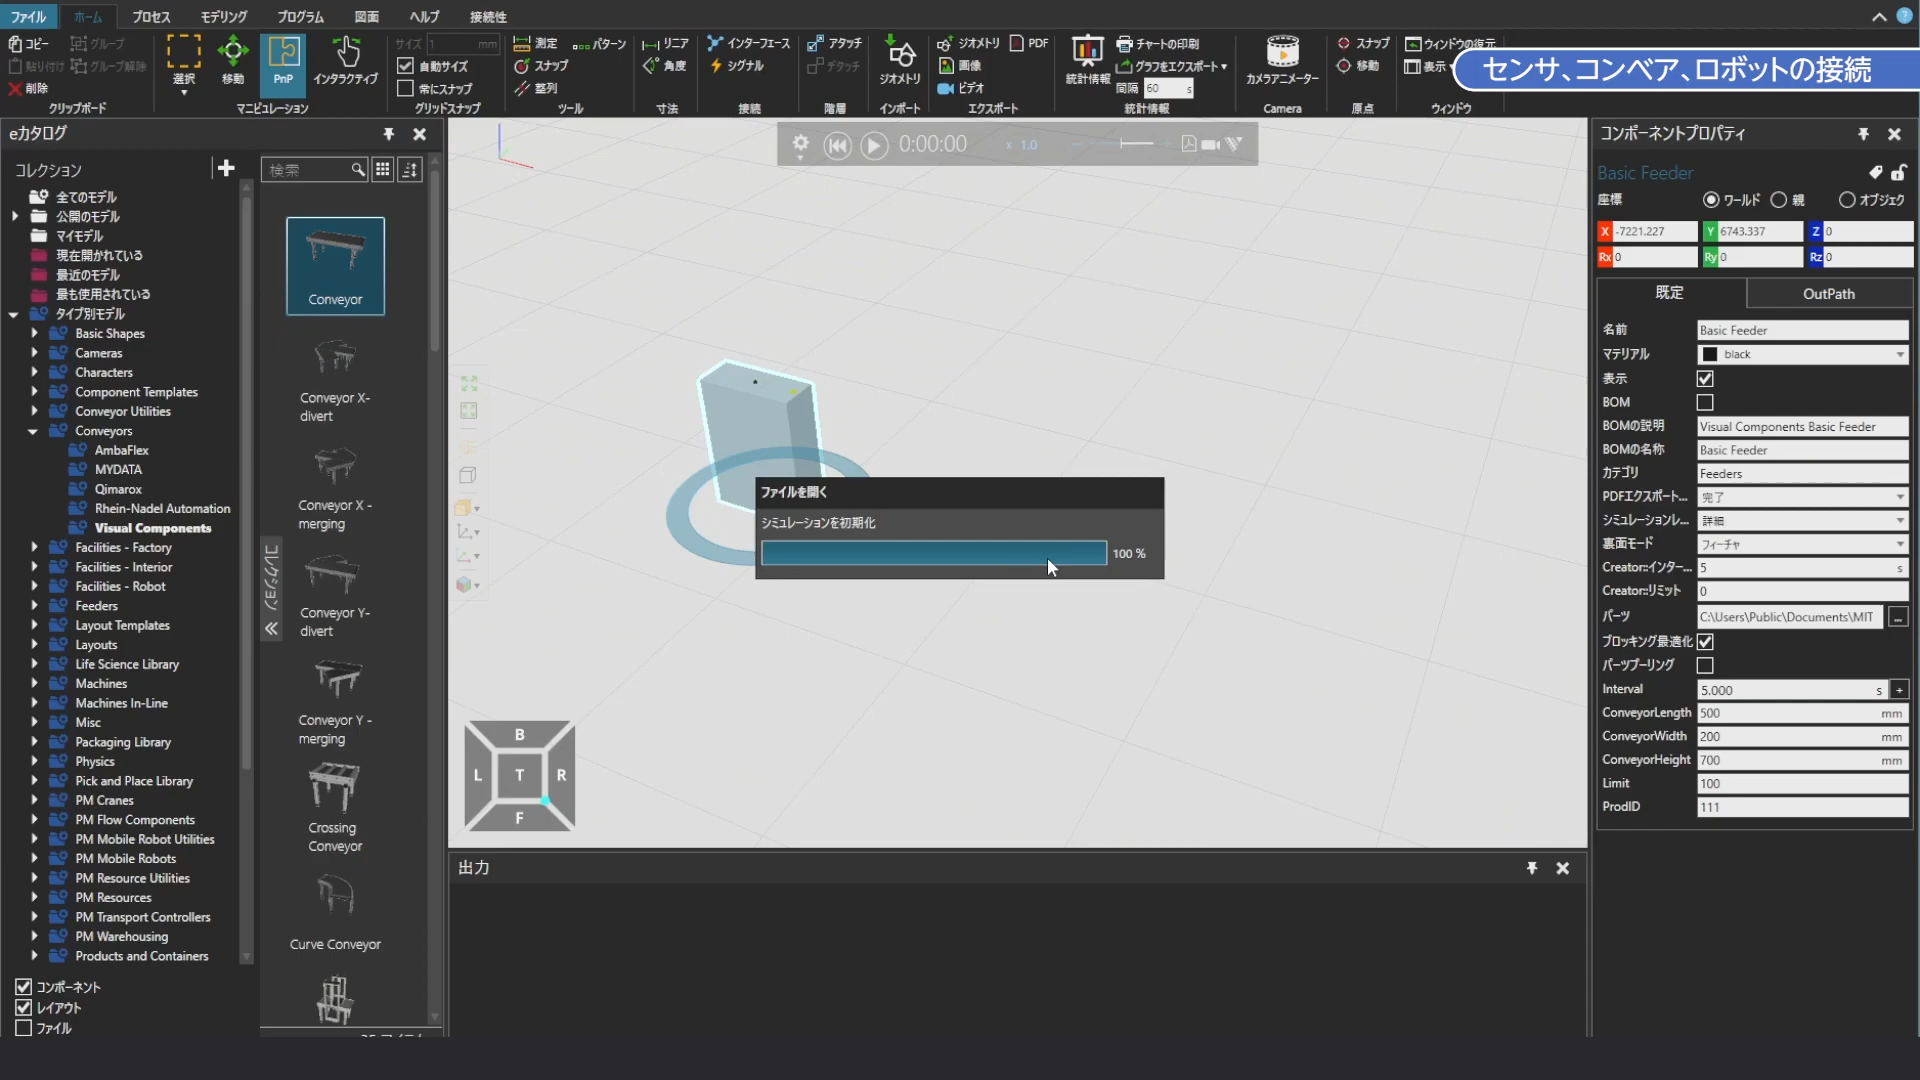 ファイル
ホーム
プロセス
モデリング
プログラム
図面
ヘルプ
接続性
コピー
貼り付け
削除
グループ
グループ解除
クリップボード
選択
移動
PnP
インタラクティブ
マニピュレーション
サイズ 1 mm
自動サイズ
常にスナップ
グリッドスナップ
測定
パターン
スナップ
整列
ツール
リニア
角度
寸法
インターフェース
シグナル
接続
アタッチ
デタッチ
階層
ジオメトリ
インポート
ジオメトリ
PDF
画像
ビデオ
エクスポート
統計情報
チャートの印刷
グラフをエクスポート
間隔 60 s
統計情報
カメラアニメーター
Camera
スナップ
移動
原点
ウィンドウの復元
表示
ウィンドウ
センサ、コンベア、ロボットの接続
eカタログ
コレクション
全てのモデル
公開のモデル
マイモデル
現在開かれている
最近のモデル
最も使用されている
タイプ別モデル
Basic Shapes
Cameras
Characters
Component Templates
Conveyor Utilities
Conveyors
AmbaFlex
MYDATA
Qimarox
Rhein-Nadel Automation
Visual Components
Facilities - Factory
Facilities - Interior
Facilities - Robot
Feeders
Layout Templates
Layouts
Life Science Library
Machines
Machines In-Line
Misc
Packaging Library
Physics
Pick and Place Library
PM Cranes
PM Flow Components
PM Mobile Robot Utilities
PM Mobile Robots
PM Resource Utilities
PM Resources
PM Transport Controllers
PM Warehousing
Products and Containers
コンポーネント
レイアウト
ファイル
コレクション
検索
Conveyor
Conveyor X-
divert
Conveyor X -
merging
Conveyor Y-
divert
Conveyor Y -
merging
Crossing
Conveyor
Curve Conveyor
0:00:00
x 1.0
ファイルを開く
シミュレーションを初期化
100 %
B
L T R
F
出力
コンポーネントプロパティ
Basic Feeder
座標
ワールド
親
オブジェク
X -7221.227
Y 6743.337
Z 0
Rx 0
Ry 0
Rz 0
既定
OutPath
名前 Basic Feeder
マテリアル black
表示
BOM
BOMの説明 Visual Components Basic Feeder
BOMの名称 Basic Feeder
カテゴリ Feeders
PDFエクスポート... 完了
シミュレーションレ... 詳細
裏面モード フィーチャ
Creator::インター... 5 s
Creator::リミット 0
パーツ C:\Users\Public\Documents\MIT ...
ブロッキング最適化
パーツプーリング
Interval 5.000 s +
ConveyorLength 500 mm
ConveyorWidth 200 mm
ConveyorHeight 700 mm
Limit 100
ProdID 111